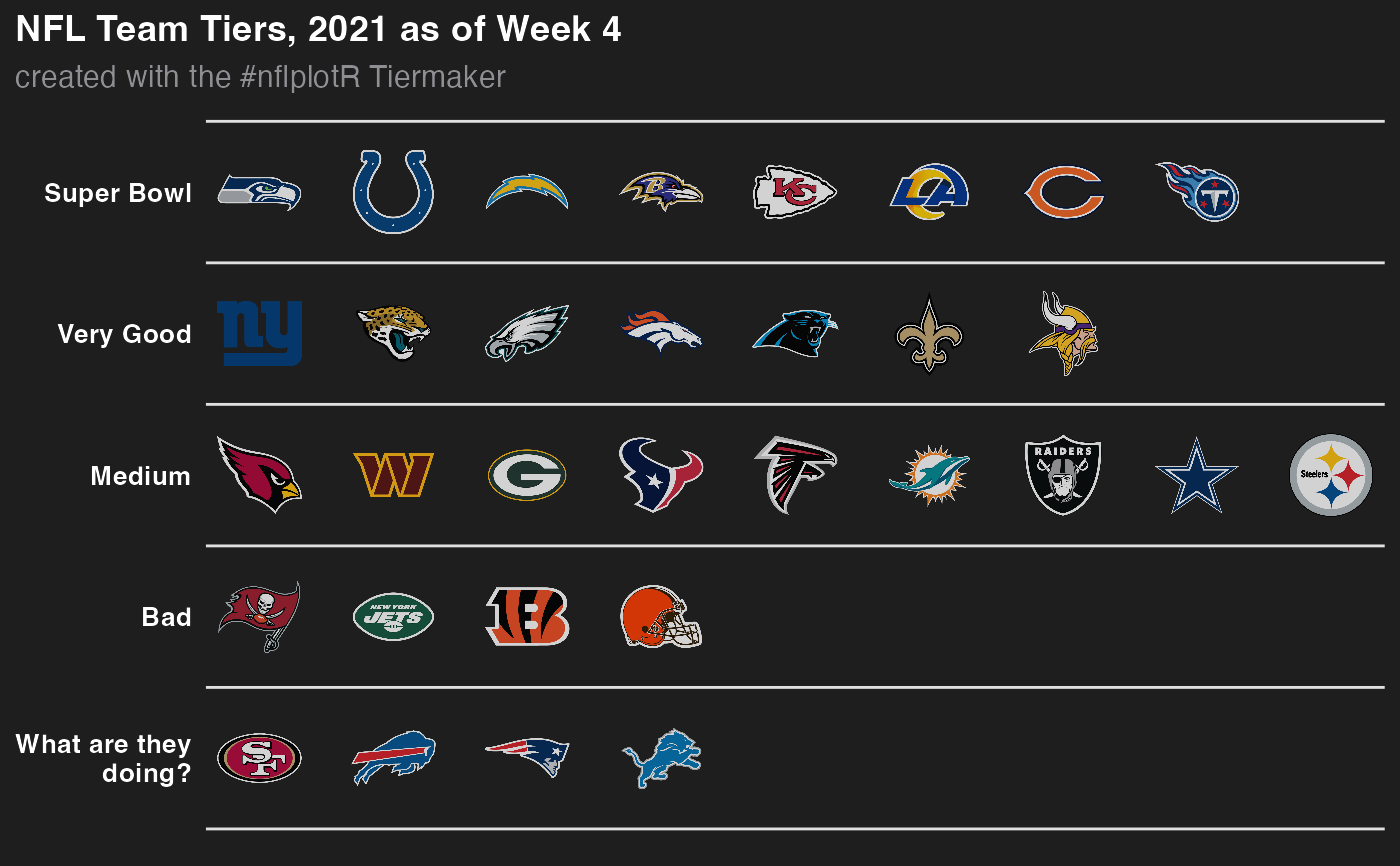 NFL Team Tiers, 2021 as of Week 4
created with the #nflplotR Tiermaker
Super Bowl
KC
LA
T
Very Good
ny
Medium
W
G
RAIDERS
Steelers
Bad
NEW YORK
JETS
B
What are they
doing?
SF